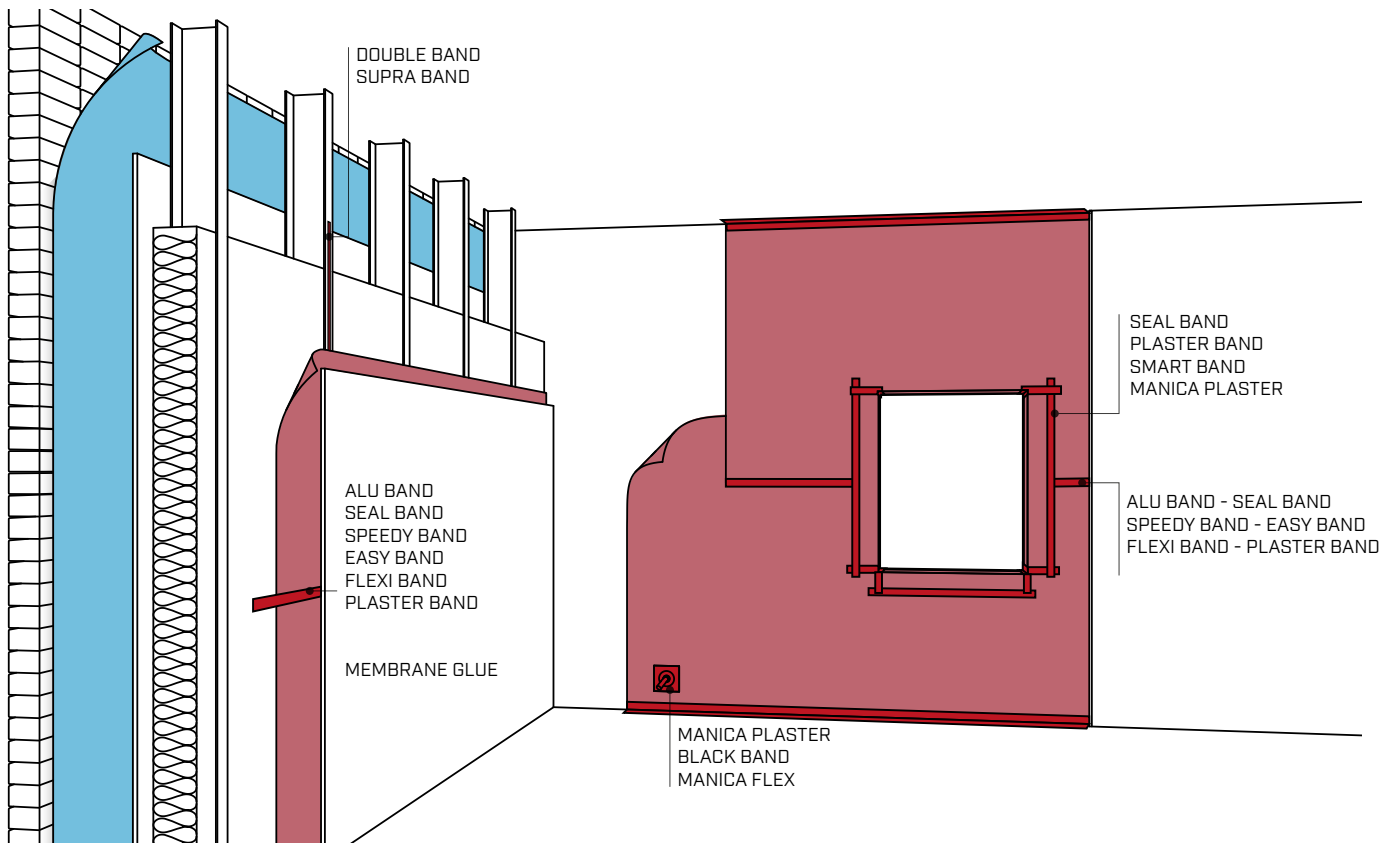 DOUBLE BAND
SUPRA BAND
SEAL BAND
PLASTER BAND
SMART BAND
MANICA PLASTER
ALU BAND
SEAL BAND
SPEEDY BAND
EASY BAND
FLEXI BAND
PLASTER BAND
ALU BAND - SEAL BAND
SPEEDY BAND - EASY BAND
FLEXI BAND - PLASTER BAND
MEMBRANE GLUE
MANICA PLASTER
BLACK BAND
MANICA FLEX